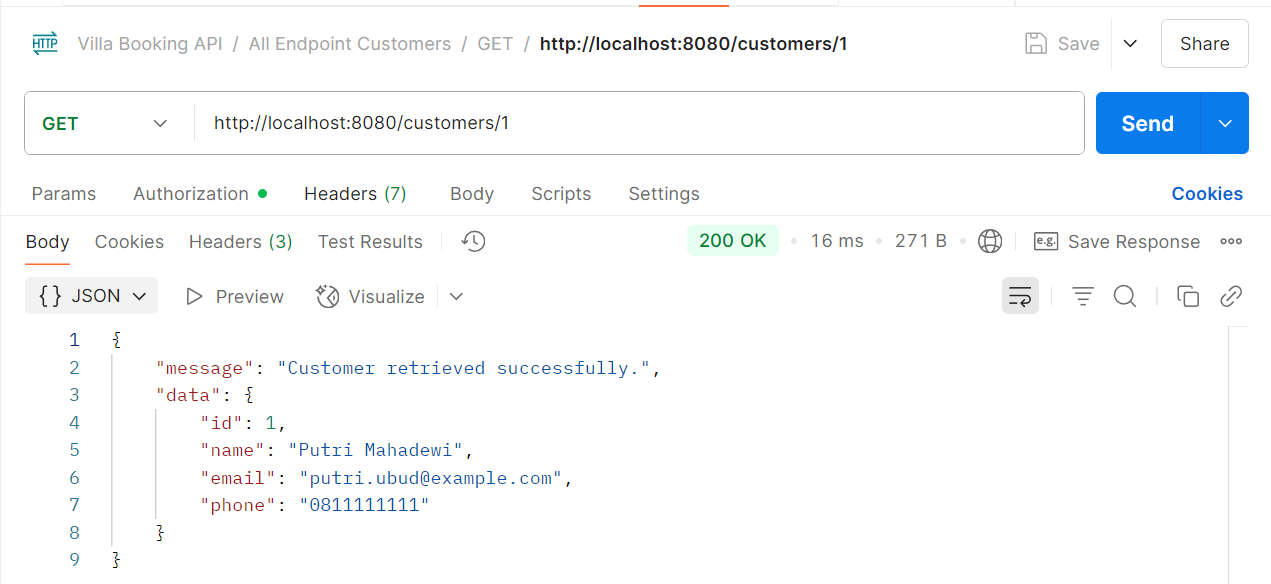 HTTP Villa Booking API / All Endpoint Customers / GET / http://localhost:8080/customers/1 Save Share
GET http://localhost:8080/customers/1 Send
Params Authorization Headers (7) Body Scripts Settings Cookies
Body Cookies Headers (3) Test Results 200 OK • 16 ms • 271 B • e.g. Save Response
{ } JSON Preview Visualize
1 {
2 "message": "Customer retrieved successfully.",
3 "data": {
4 "id": 1,
5 "name": "Putri Mahadewi",
6 "email": "putri.ubud@example.com",
7 "phone": "0811111111"
8 }
9 }